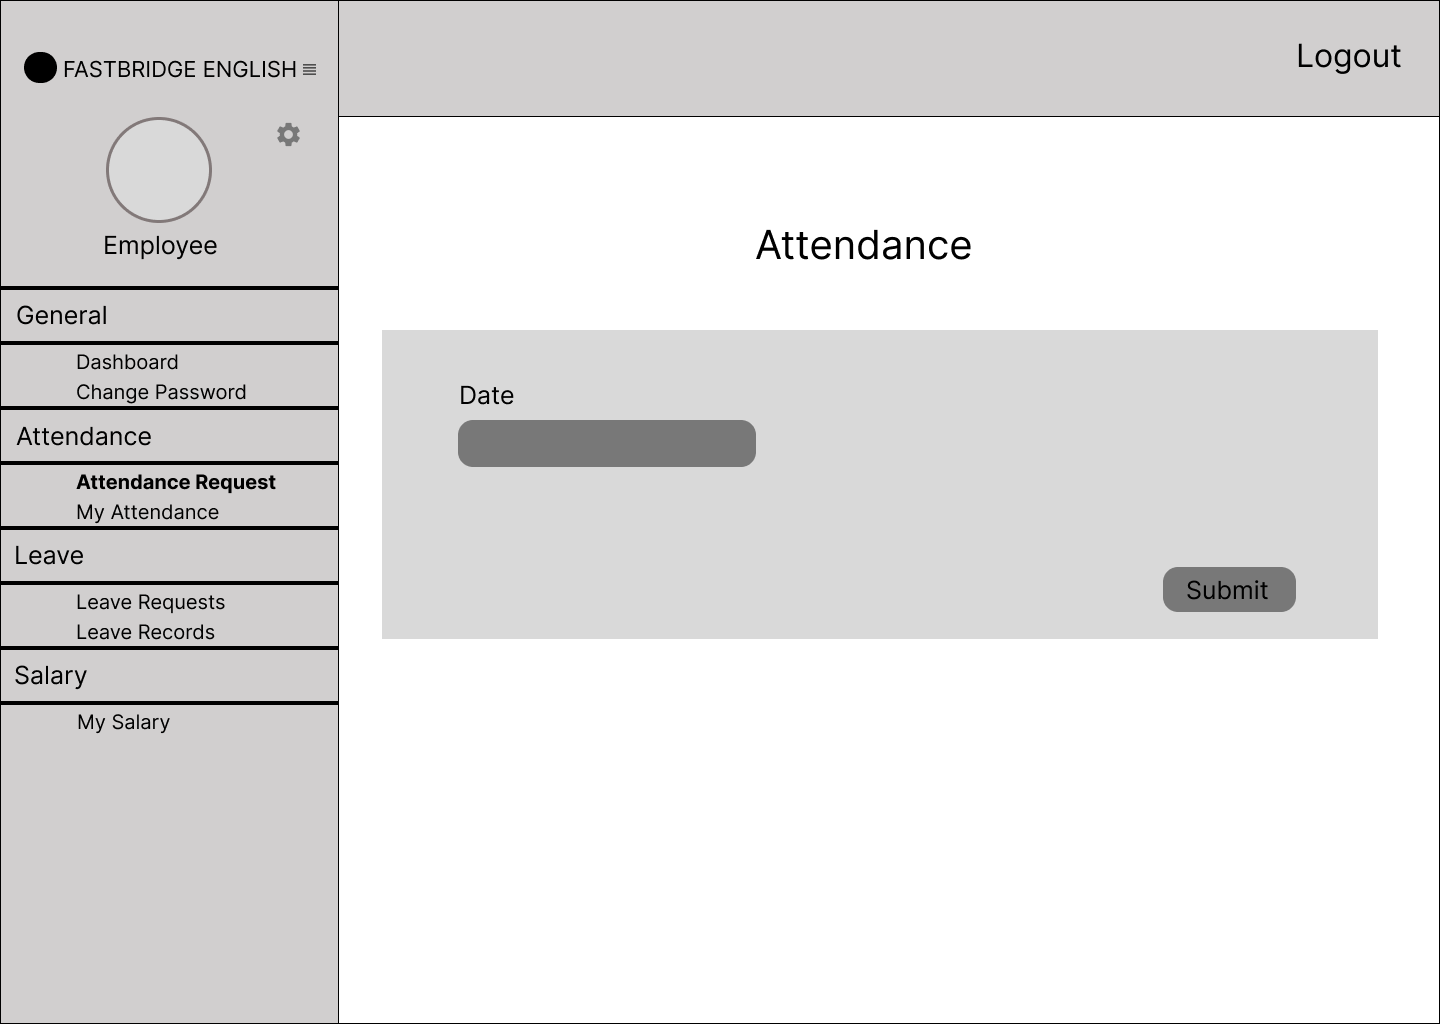 FASTBRIDGE ENGLISH
Logout
Employee
General
Dashboard
Change Password
Attendance
Attendance Request
My Attendance
Leave
Leave Requests
Leave Records
Salary
My Salary
Attendance
Date
Submit